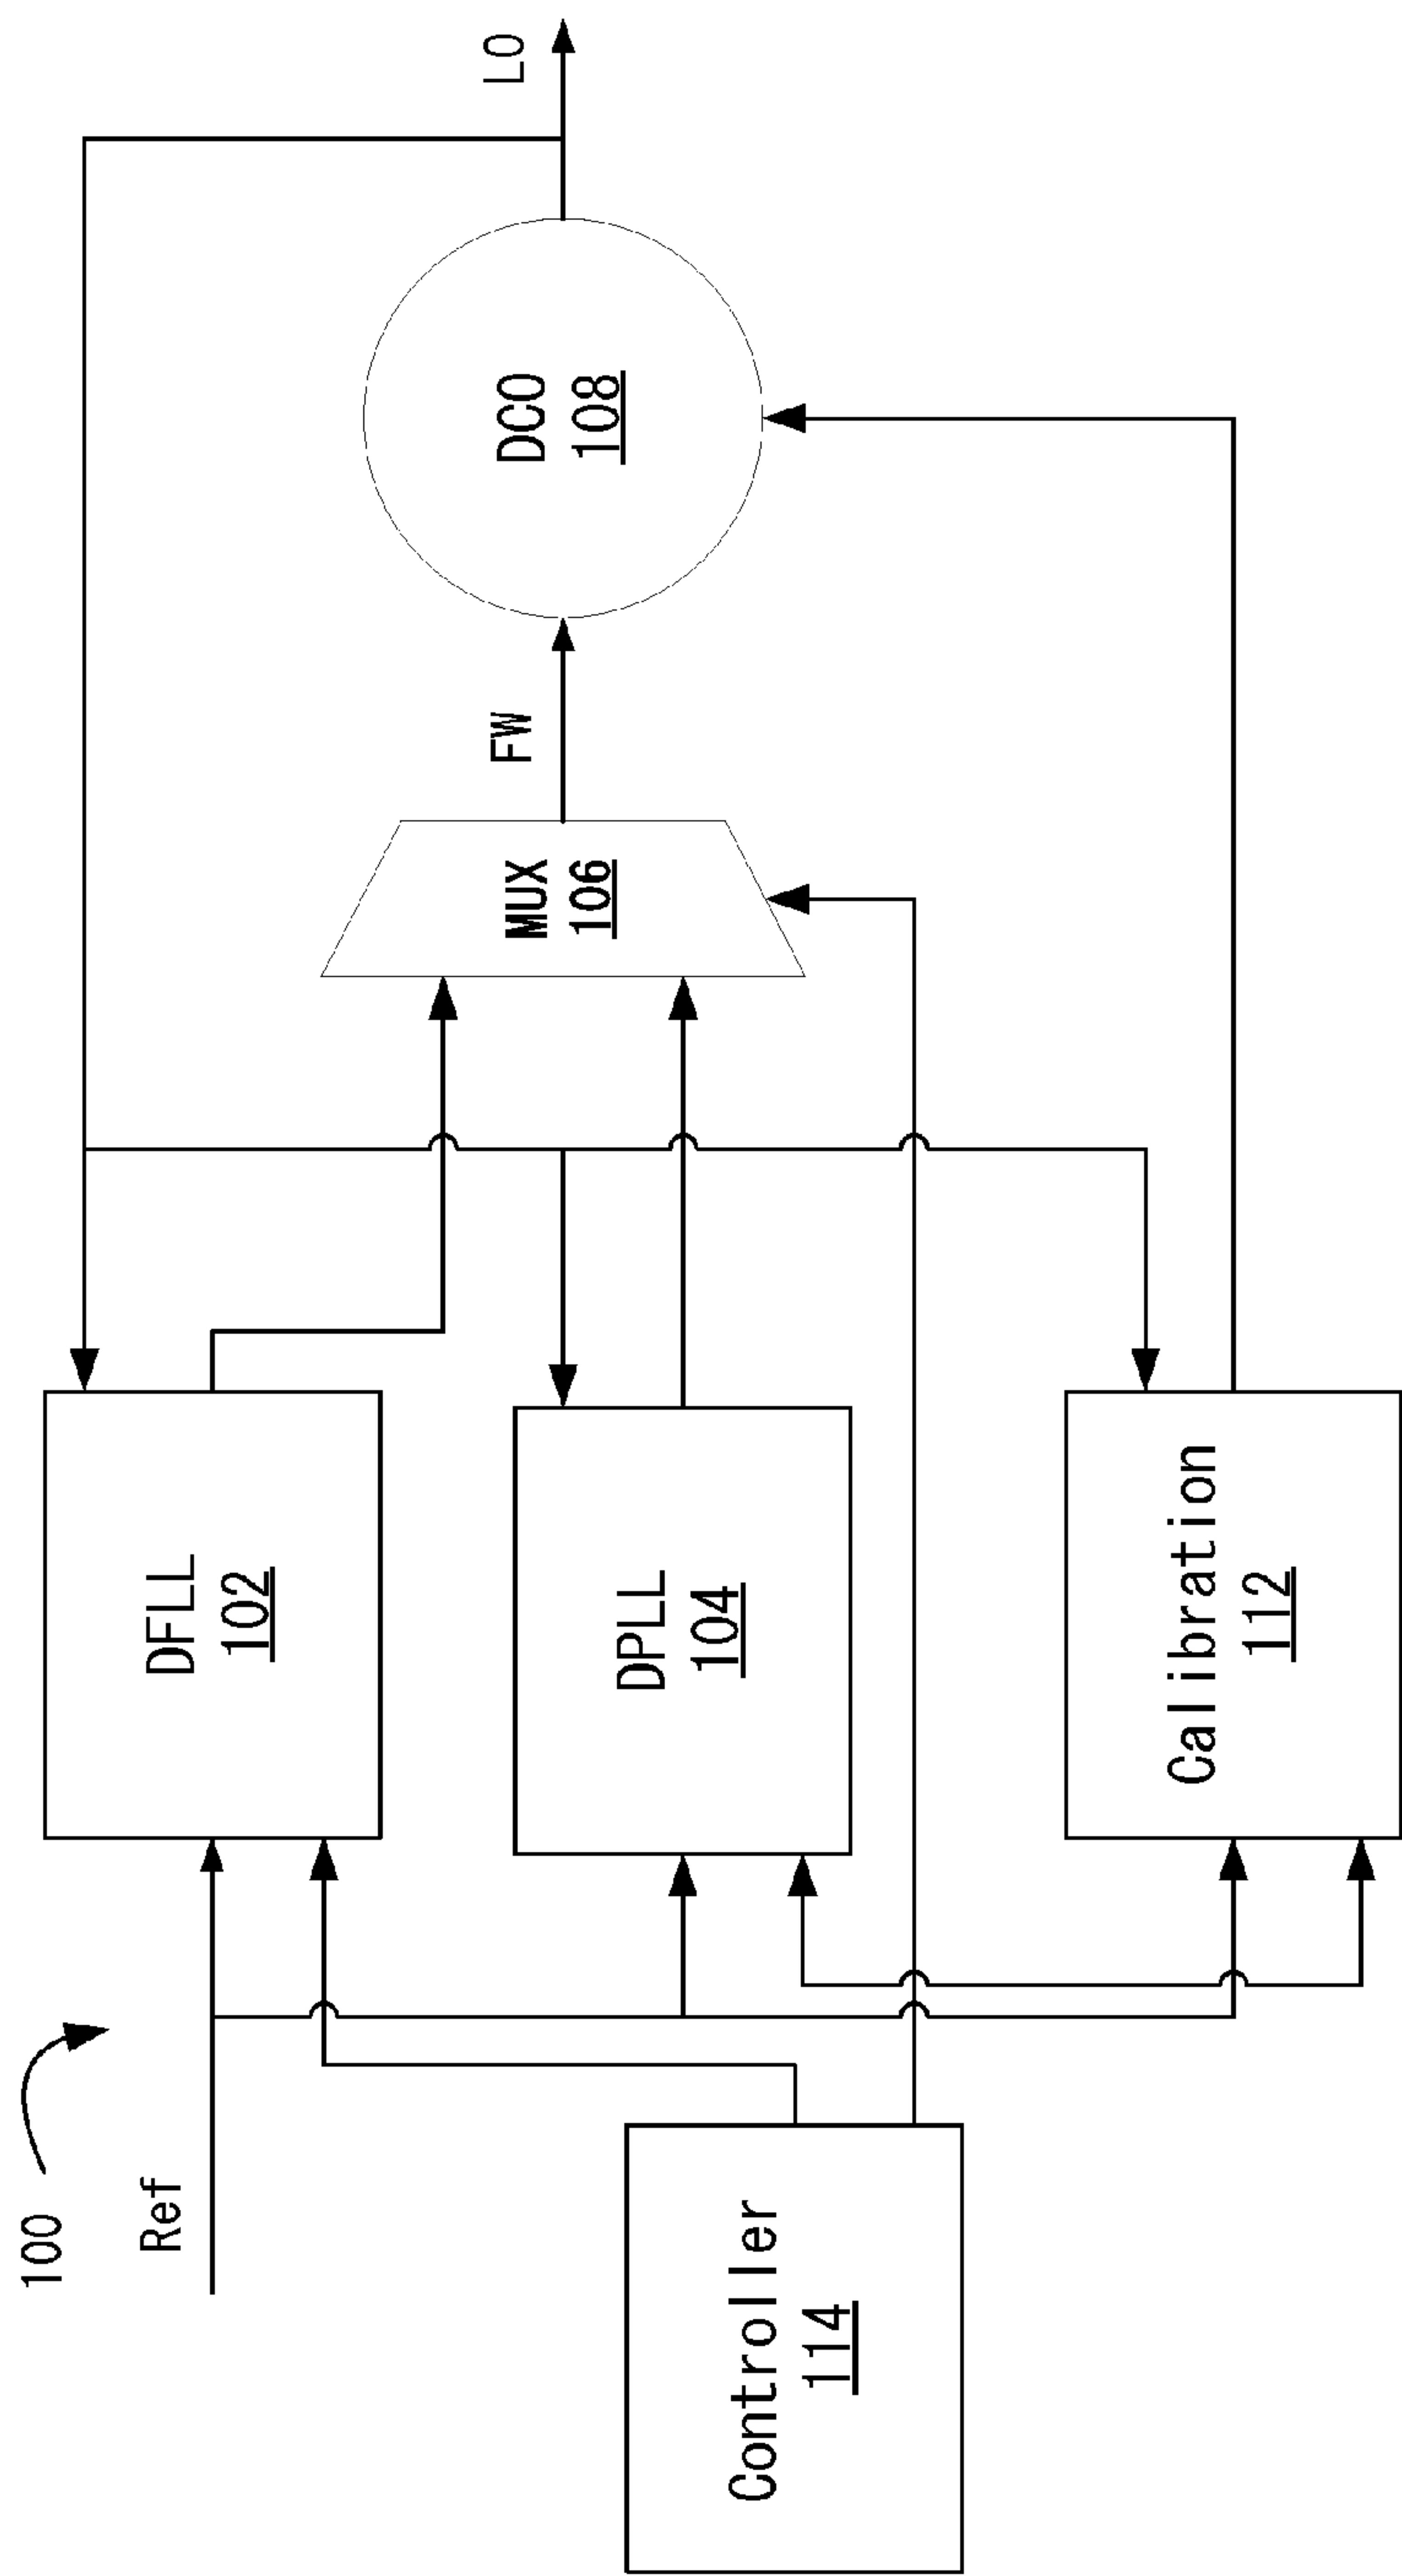 100
Ref
DFLL
102
DPLL
104
MUX
106
FW
DCO
108
LO
Controller
114
Calibration
112